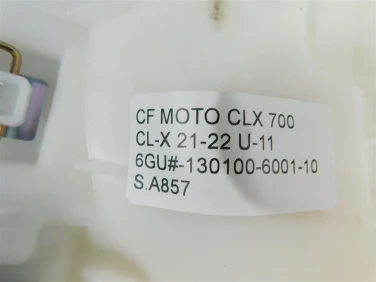 CF MOTO CLX 700
CL-X 21-22 U-11
6GU#-130100-6001-10
S.A857